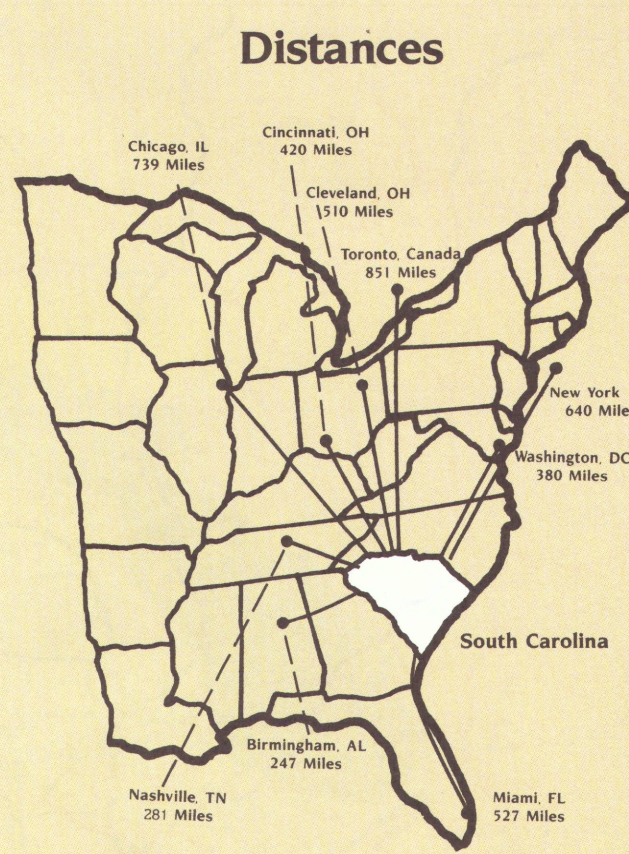 Distances
Chicago, IL
739 Miles
Cincinnati, OH
420 Miles
Cleveland, OH
510 Miles
Toronto, Canada
851 Miles
New York
640 Mile
Washington, DC
380 Miles
South Carolina
Birmingham, AL
247 Miles
Nashville, TN
281 Miles
Miami, FL
527 Miles